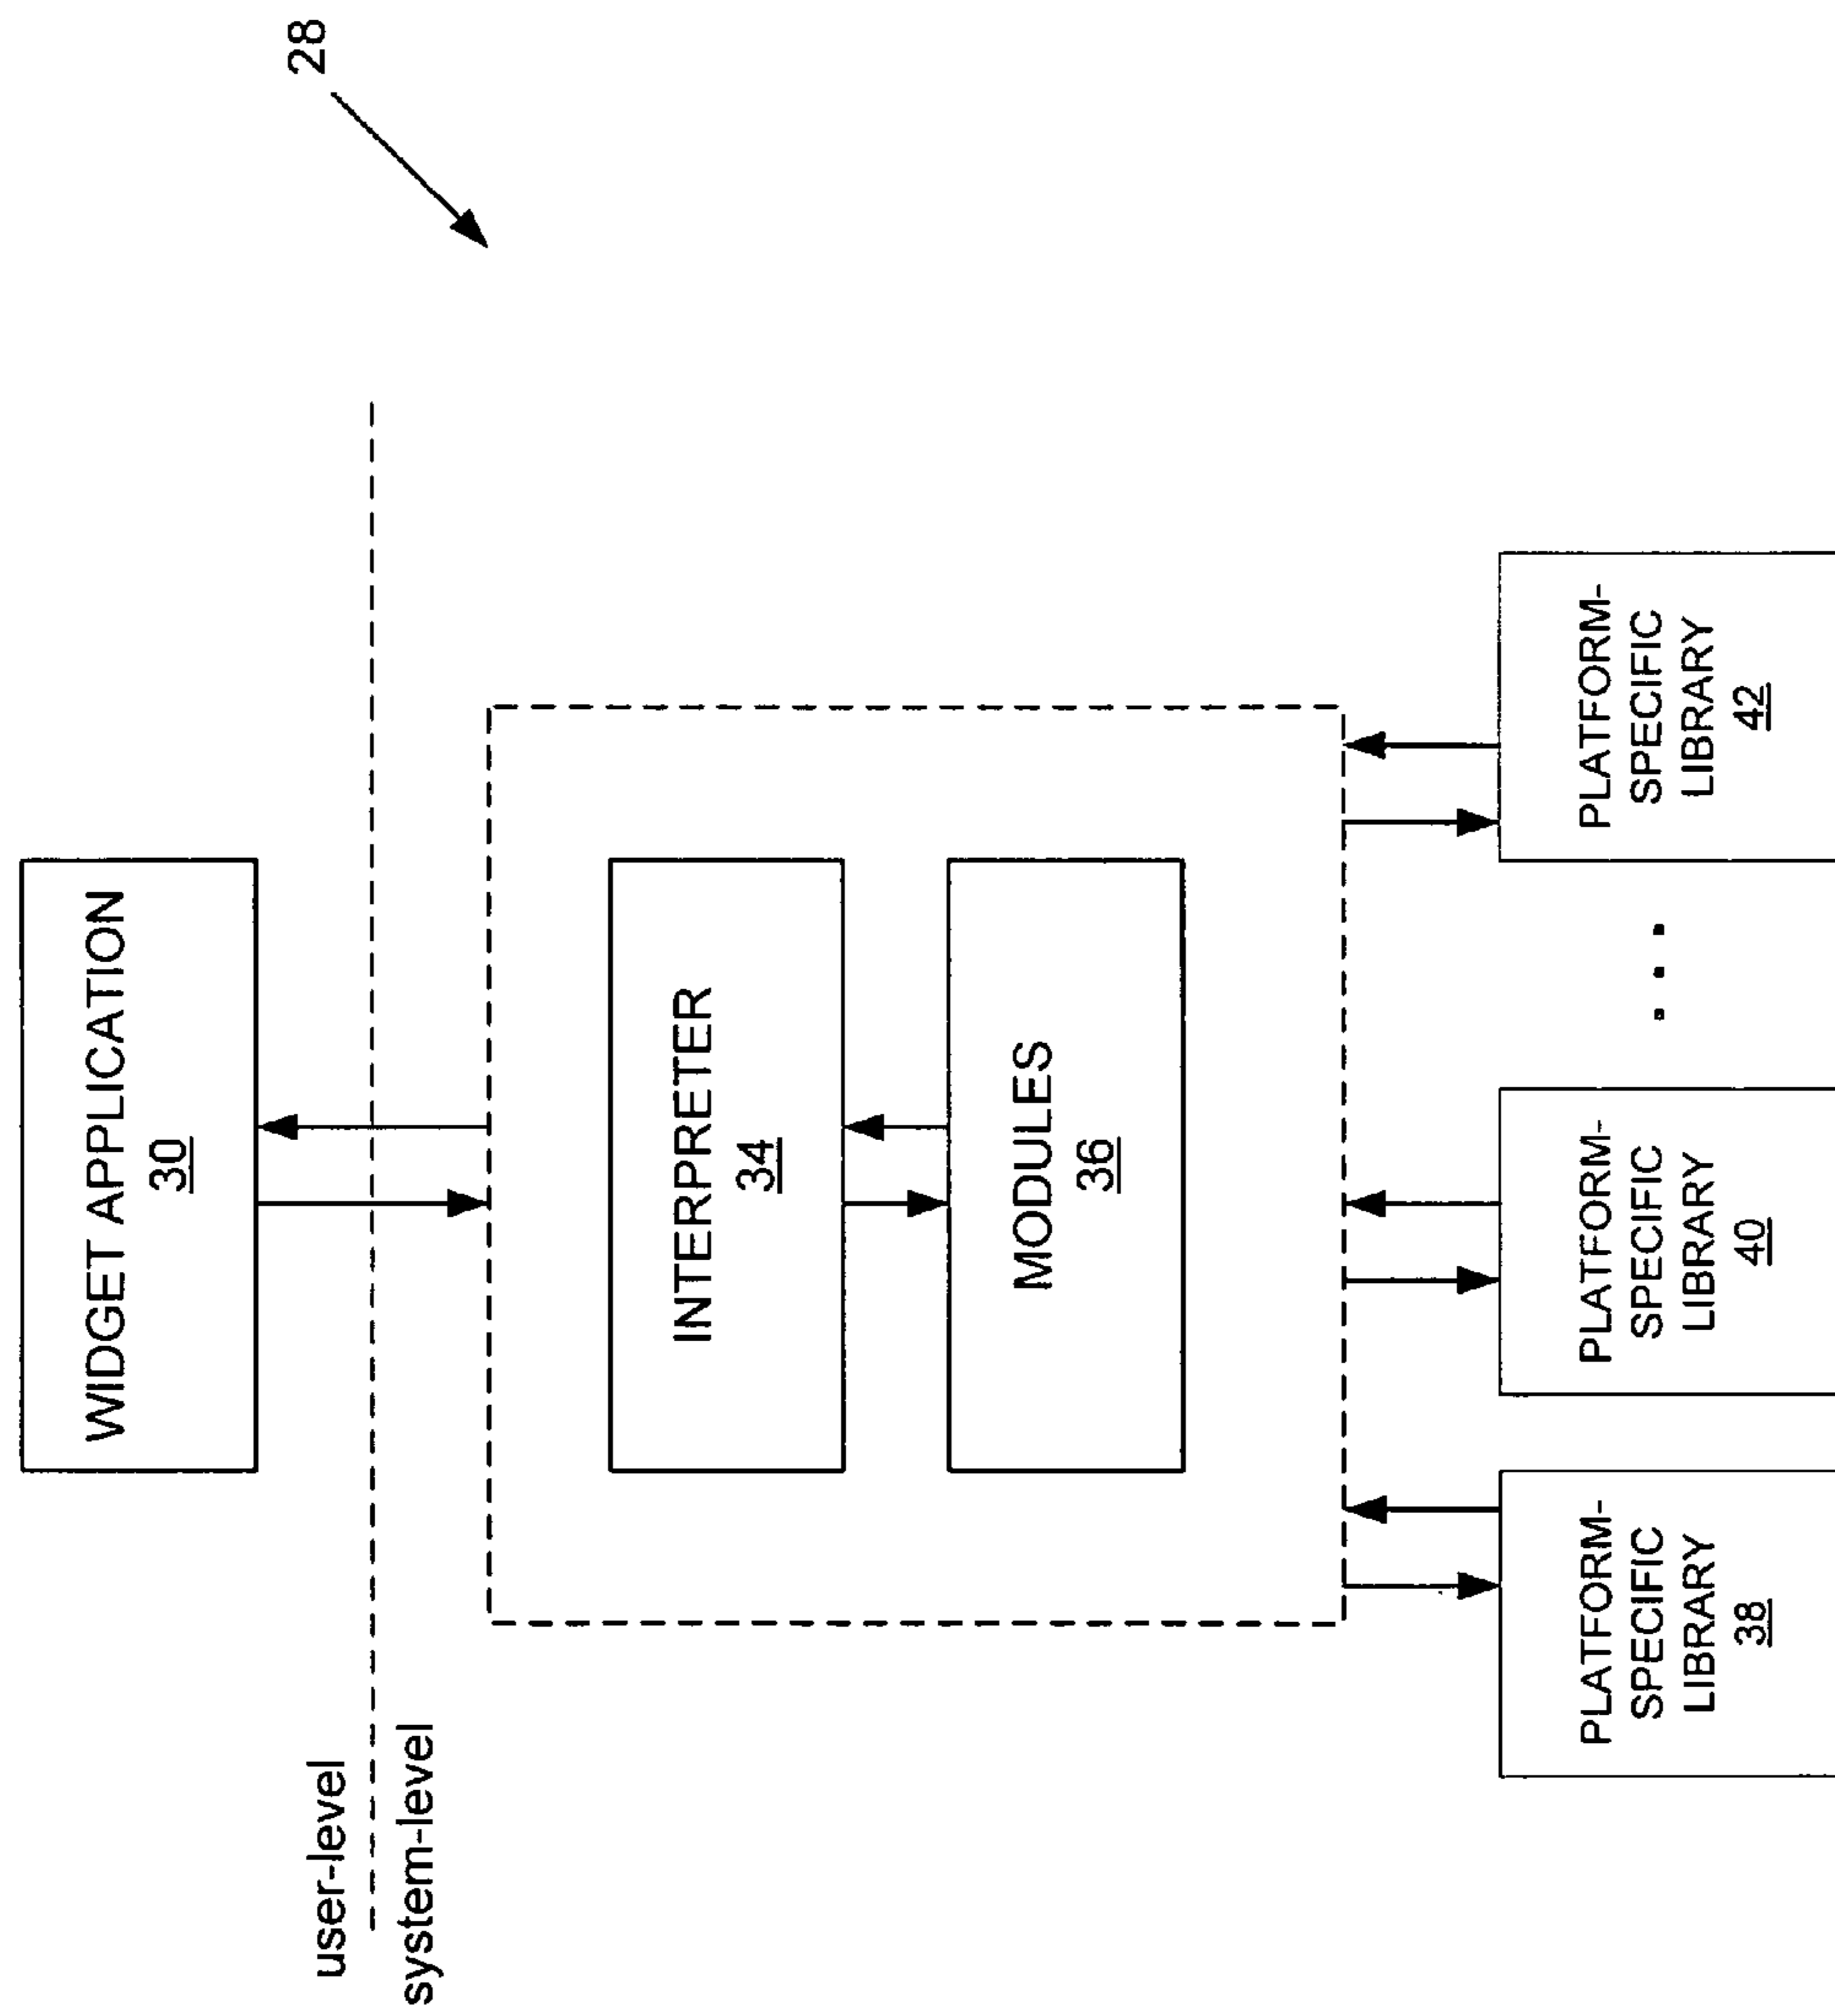 28
user-level
system-level
WIDGET APPLICATION
30
INTERPRETER
34
MODULES
36
PLATFORM-
SPECIFIC
LIBRARY
38
PLATFORM-
SPECIFIC
LIBRARY
40
. . .
PLATFORM-
SPECIFIC
LIBRARY
42